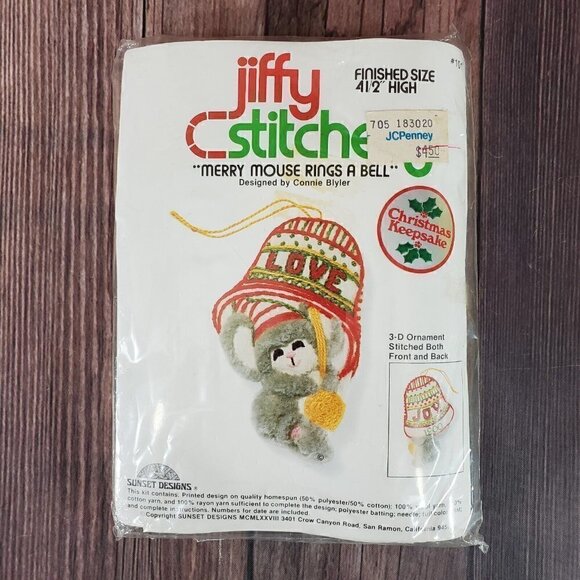 jiffy
stitchery
FINISHED SIZE
4 1/2" HIGH
705 183020
JCPenney
$4.50
"MERRY MOUSE RINGS A BELL"
Designed by Connie Blyler
Christmas
Keepsake
LOVE
3-D Ornament
Stitched Both
Front and Back
JOY
SUNSET DESIGNS ®
This kit contains: Printed design on quality homespun (50% polyester/50% cotton); 100% yarn,
cotton yarn, and 100% rayon yarn sufficient to complete the design; polyester batting; needle;
and complete instructions. Numbers for date are included.
Copyright SUNSET DESIGNS MCMLXXVIII 3401 Crow Canyon Road, San Ramon, California